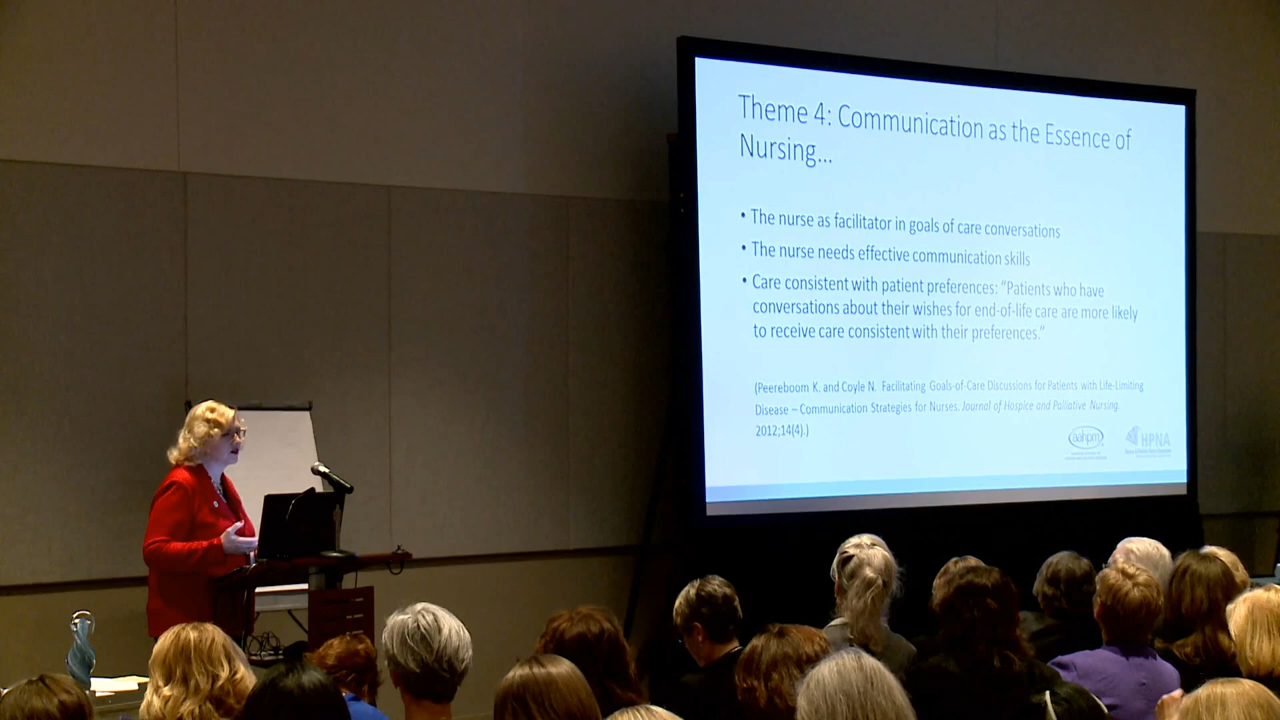 Theme 4: Communication as the Essence of
Nursing...
• The nurse as facilitator in goals of care conversations
• The nurse needs effective communication skills
• Care consistent with patient preferences: “Patients who have
conversations about their wishes for end-of-life care are more likely
to receive care consistent with their preferences.”
(Peereboom K. and Coyle N. Facilitating Goals-of-Care Discussions for Patients with Life-Limiting
Disease – Communication Strategies for Nurses. Journal of Hospice and Palliative Nursing.
2012;14(4).)
aahpm
HPNA